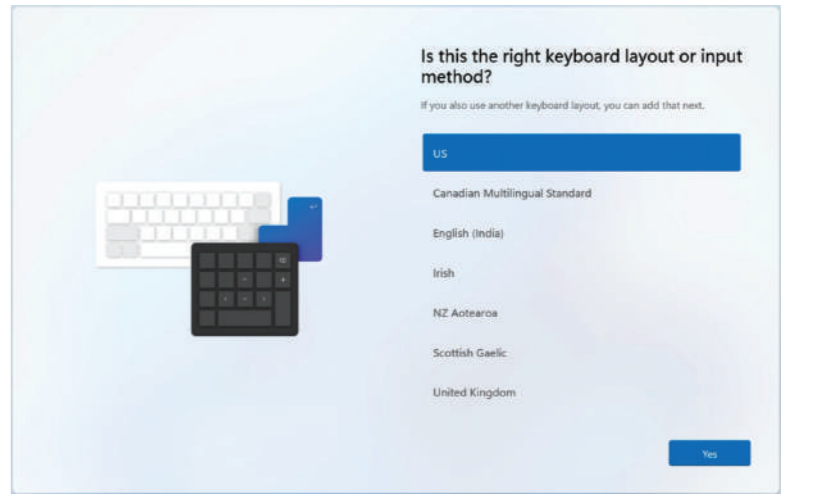 Is this the right keyboard layout or input
method?
If you also use another keyboard layout, you can add that next.
US
Canadian Multilingual Standard
English (India)
Irish
NZ Aotearoa
Scottish Gaelic
United Kingdom
Yes